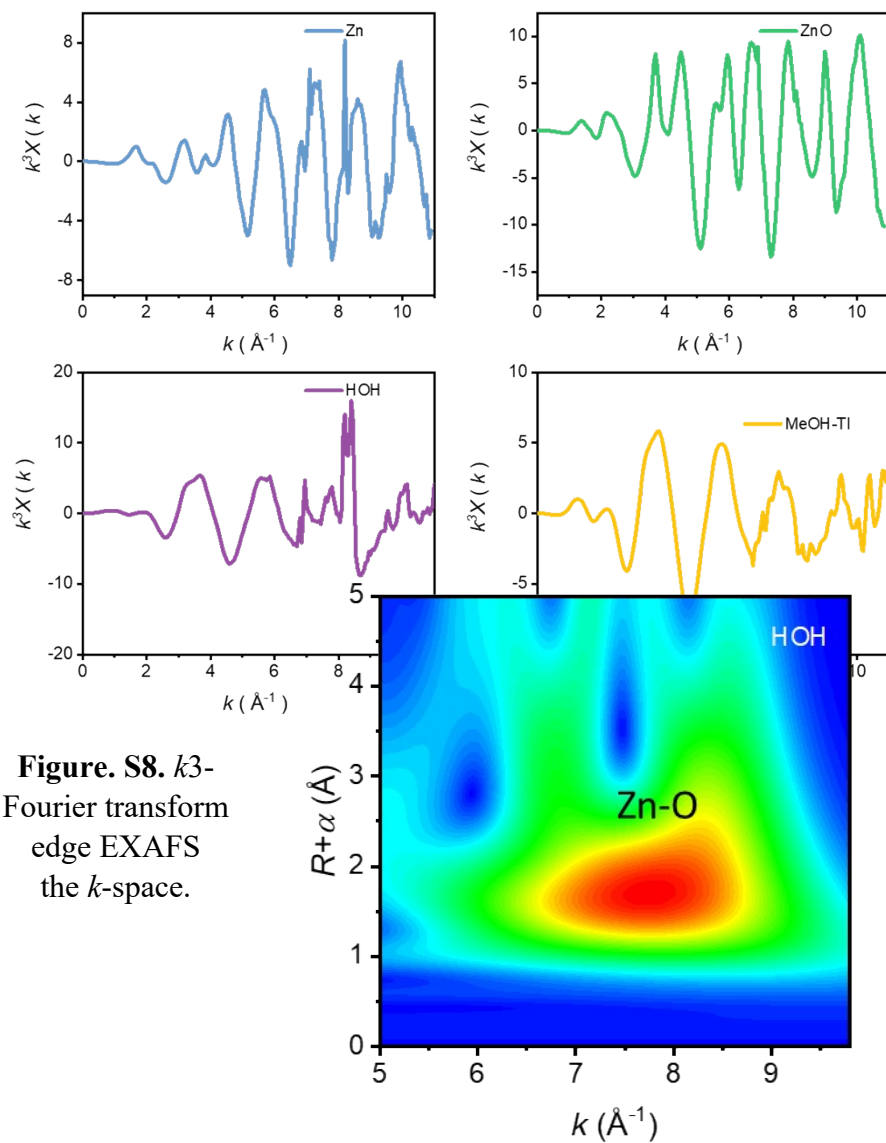 Zn
8
4
0
-4
-8
k³X ( k )
0 2 4 6 8 10
k ( Å⁻¹ )
ZnO
10
5
0
-5
-10
-15
k³X ( k )
0 2 4 6 8 10
k ( Å⁻¹ )
HOH
20
10
0
-10
-20
k³X ( k )
0 2 4 6 8
k ( Å⁻¹ )
MeOH-TI
10
5
0
-5
k³X ( k )
10
HOH
Zn-O
5
4
3
2
1
0
R+α (Å)
5 6 7 8 9
k (Å⁻¹)
Figure. S8. k3-
Fourier transform
edge EXAFS
the k-space.